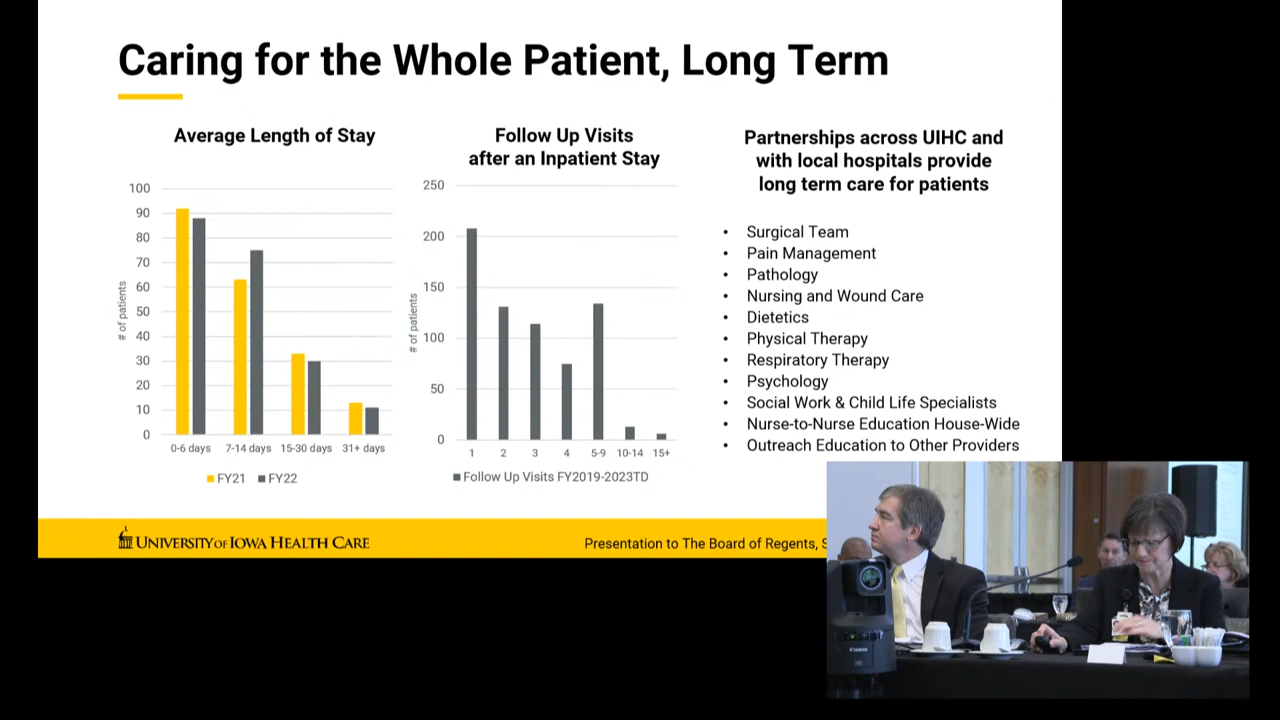 Caring for the Whole Patient, Long Term
Average Length of Stay
100
90
80
70
60
50
40
30
20
10
0
# of patients
0-6 days 7-14 days 15-30 days 31+ days
FY21 FY22
Follow Up Visits
after an Inpatient Stay
250
200
150
100
50
0
# of patients
1 2 3 4 5-9 10-14 15+
Follow Up Visits FY2019-2023TD
Partnerships across UIHC and
with local hospitals provide
long term care for patients
• Surgical Team
• Pain Management
• Pathology
• Nursing and Wound Care
• Dietetics
• Physical Therapy
• Respiratory Therapy
• Psychology
• Social Work & Child Life Specialists
• Nurse-to-Nurse Education House-Wide
• Outreach Education to Other Providers
UNIVERSITY OF IOWA HEALTH CARE
Presentation to The Board of Regents, S
Canon